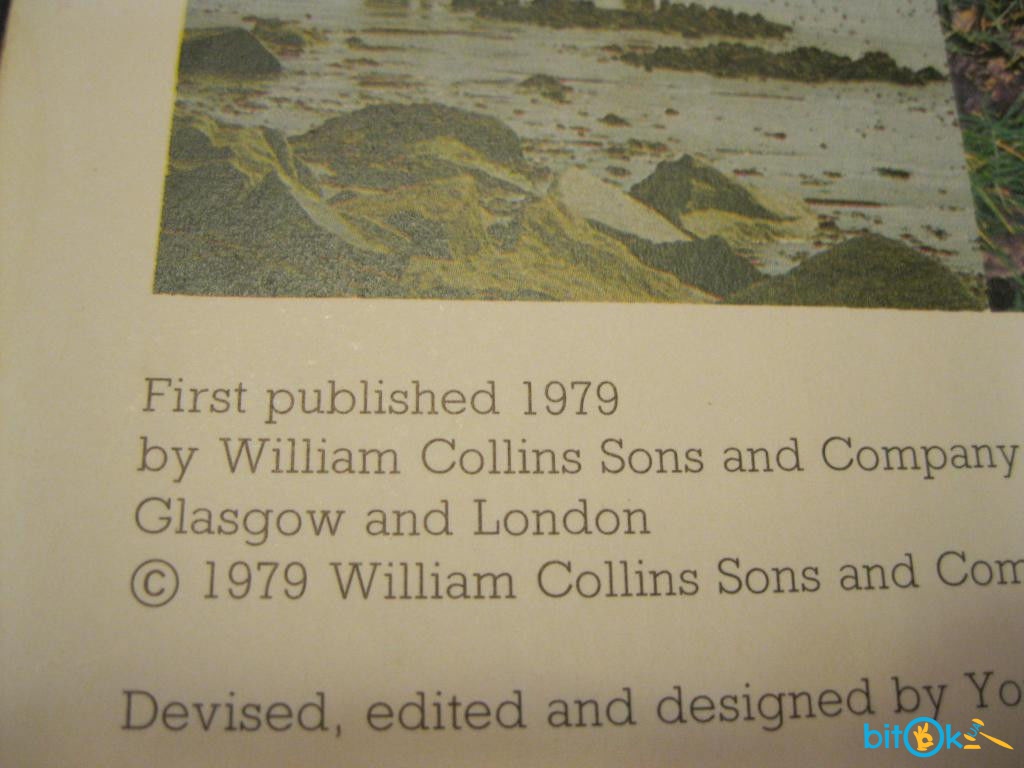 First published 1979
by William Collins Sons and Company
Glasgow and London
© 1979 William Collins Sons and Com
Devised, edited and designed by Yo
bitOk